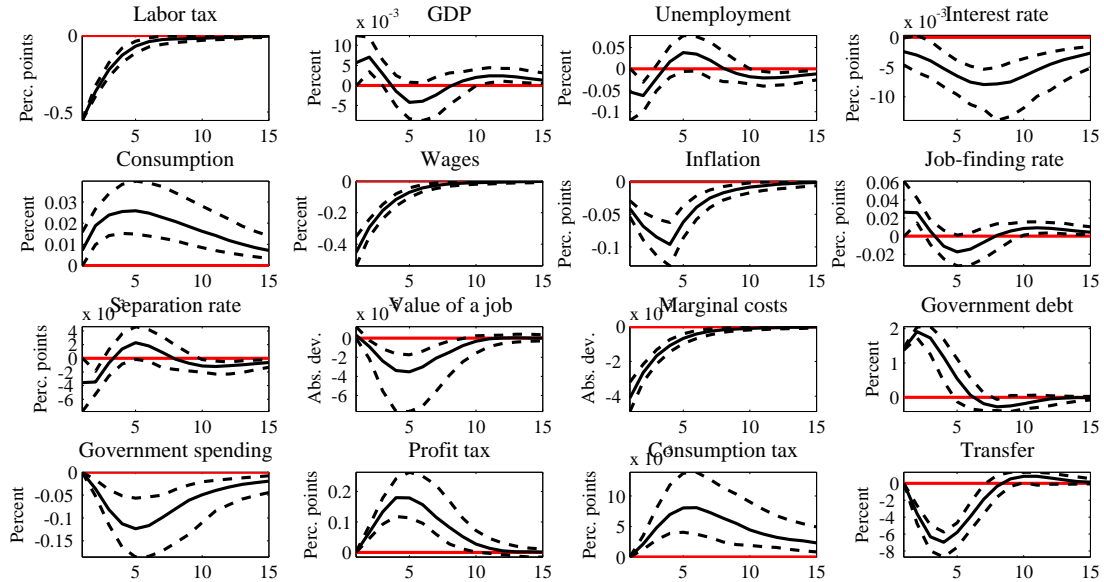 Labor tax
Perc. points
0
-0.5
5 10 15
GDP
x 10-3
Percent
10
5
0
-5
5 10 15
Unemployment
Percent
0.05
0
-0.05
-0.1
5 10 15
Interest rate
x 10-3
Perc. points
0
-5
-10
5 10 15
Consumption
Percent
0.03
0.02
0.01
0
5 10 15
Wages
Percent
0
-0.2
-0.4
5 10 15
Inflation
Perc. points
0
-0.05
-0.1
5 10 15
Job-finding rate
Perc. points
0.06
0.04
0.02
0
-0.02
5 10 15
Separation rate
x 10
Perc. points
4
2
0
-2
-4
-6
5 10 15
Value of a job
x 10
Abs. dev.
0
-2
-4
-6
5 10 15
Marginal costs
x 10
Abs. dev.
0
-2
-4
5 10 15
Government debt
Percent
2
1
0
5 10 15
Government spending
Percent
0
-0.05
-0.1
-0.15
5 10 15
Profit tax
Perc. points
0.2
0.1
0
5 10 15
Consumption tax
x 10
Perc. points
10
5
0
5 10 15
Transfer
Percent
0
-2
-4
-6
-8
5 10 15